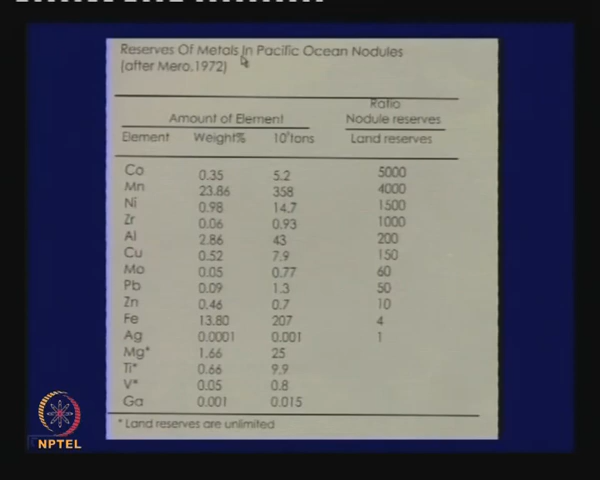 Reserves Of Metals In Pacific Ocean Nodules
(after Mero.1972)
Amount of Element Ratio Nodule reserves
Element Weight% 10⁹tons Land reserves
Co 0.35 5.2 5000
Mn 23.86 358 4000
Ni 0.98 14.7 1500
Zr 0.06 0.93 1000
Al 2.86 43 200
Cu 0.52 7.9 150
Mo 0.05 0.77 60
Pb 0.09 1.3 50
Zn 0.46 0.7 10
Fe 13.80 207 4
Ag 0.0001 0.001 1
Mg* 1.66 25
Ti* 0.66 9.9
V* 0.05 0.8
Ga 0.001 0.015
* Land reserves are unlimited
NPTEL